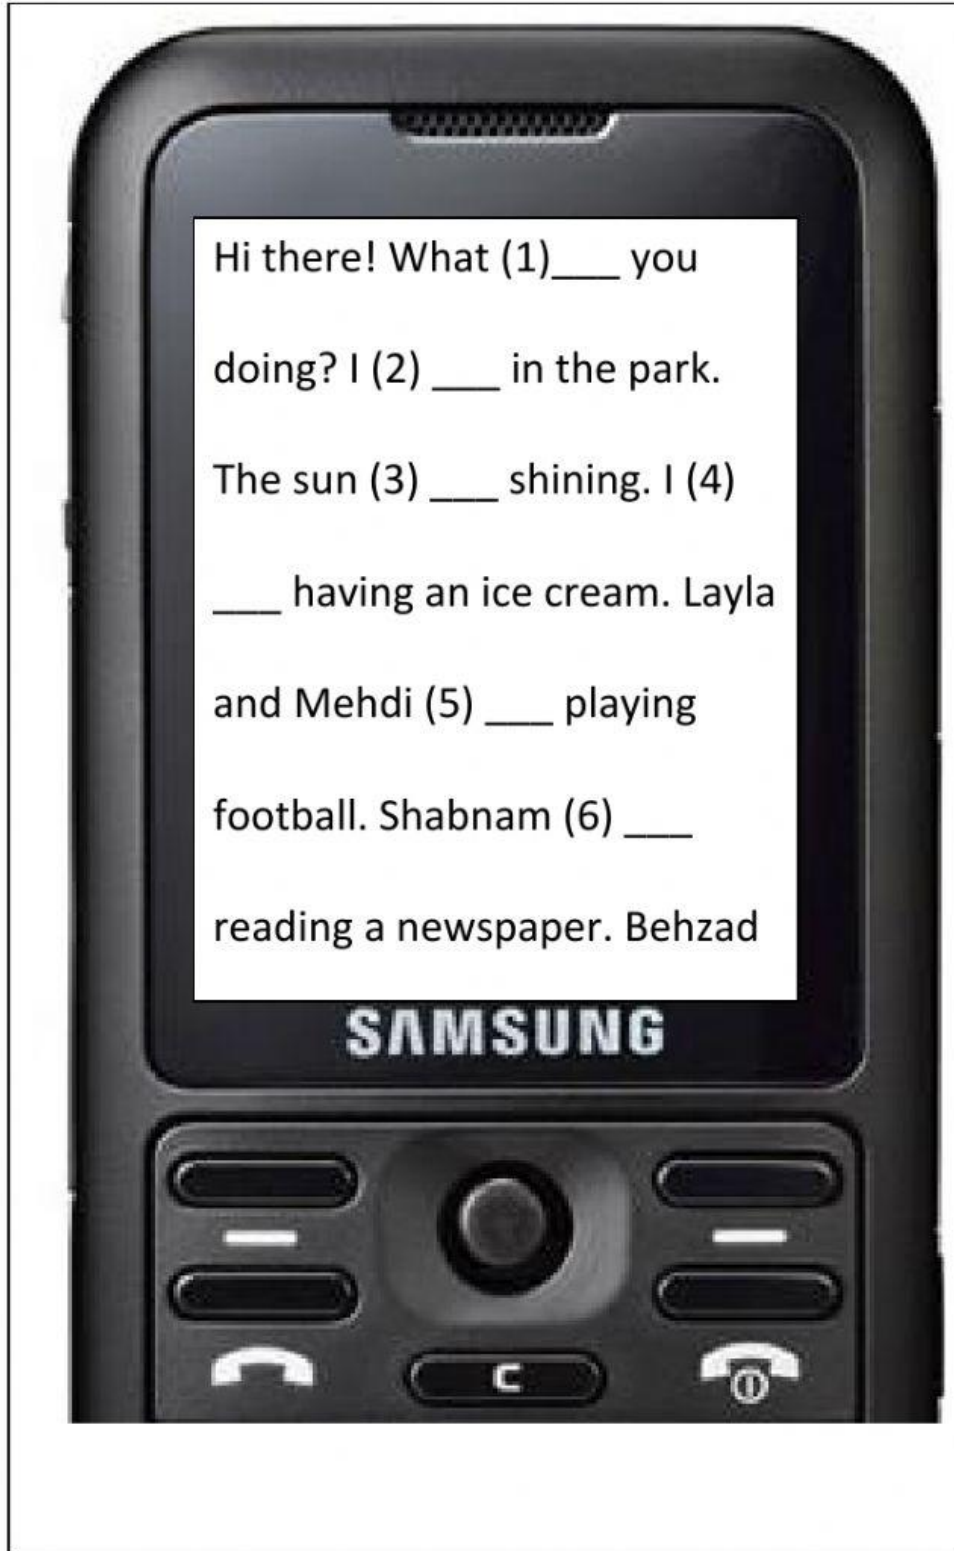 Hi there! What (1)___ you
doing? I (2) ___ in the park.
The sun (3) ___ shining. I (4)
___ having an ice cream. Layla
and Mehdi (5) ___ playing
football. Shabnam (6) ___
reading a newspaper. Behzad
SAMSUNG
C